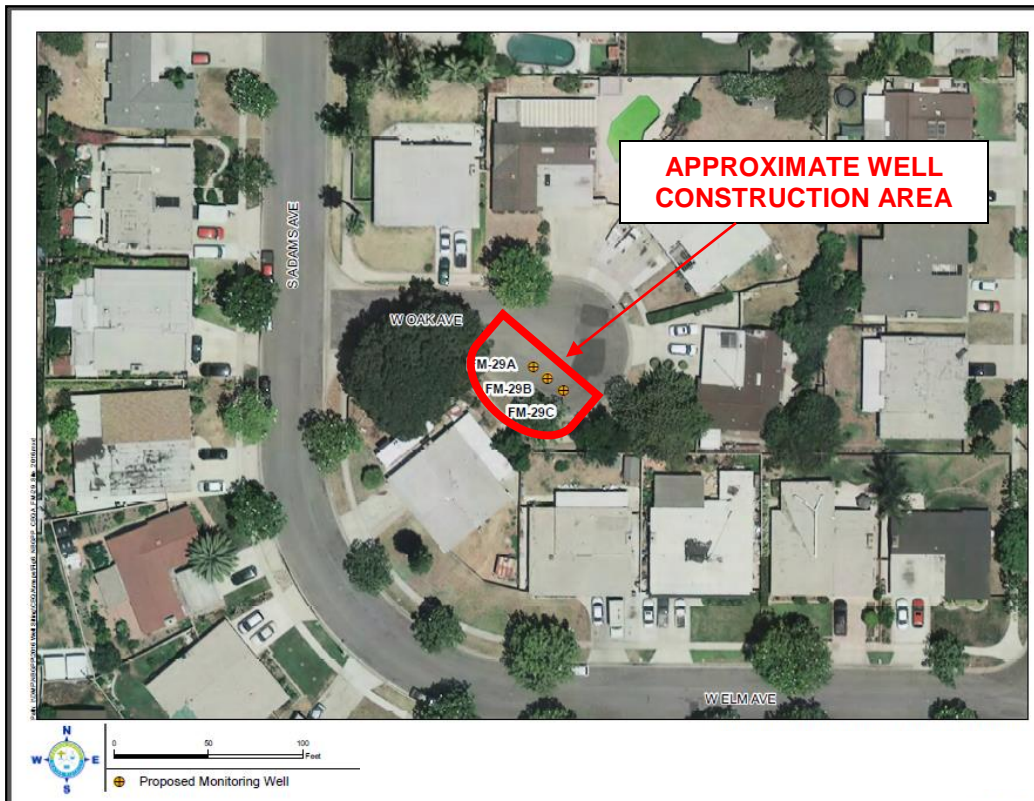 APPROXIMATE WELL
CONSTRUCTION AREA
S ADAMS AVE
W OAK AVE
FM-29A
FM-29B
FM-29C
W ELM AVE
N
W
E
S
0
50
100
Feet
Proposed Monitoring Well